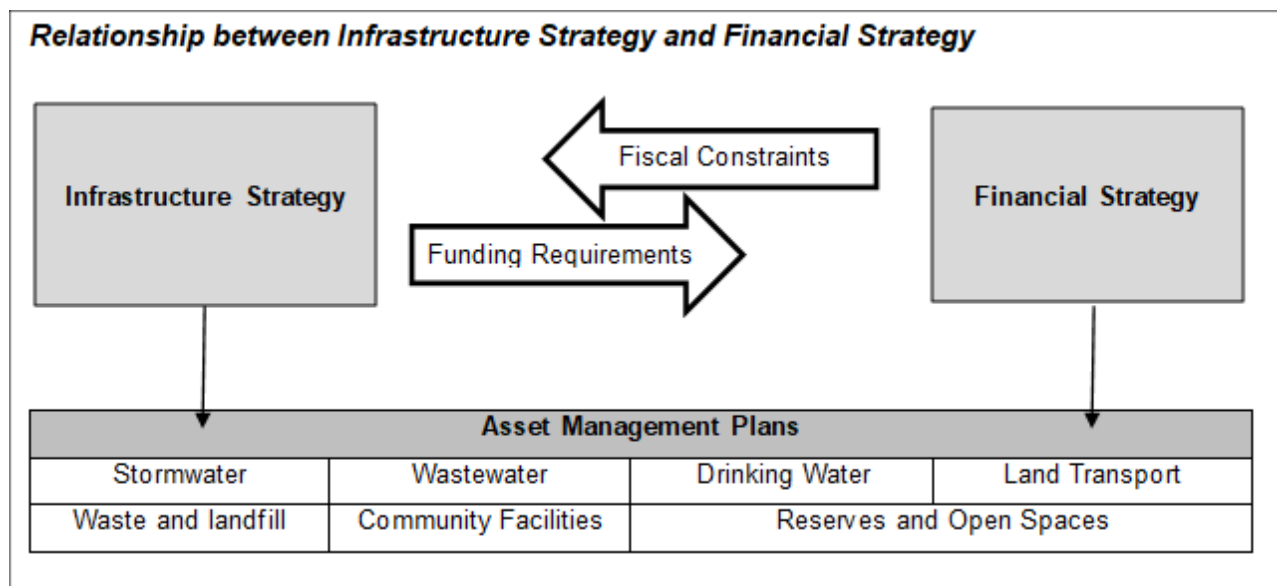 Relationship between Infrastructure Strategy and Financial Strategy
Fiscal Constraints
Infrastructure Strategy
Financial Strategy
Funding Requirements
Asset Management Plans
Stormwater
Wastewater
Drinking Water
Land Transport
Waste and landfill
Community Facilities
Reserves and Open Spaces